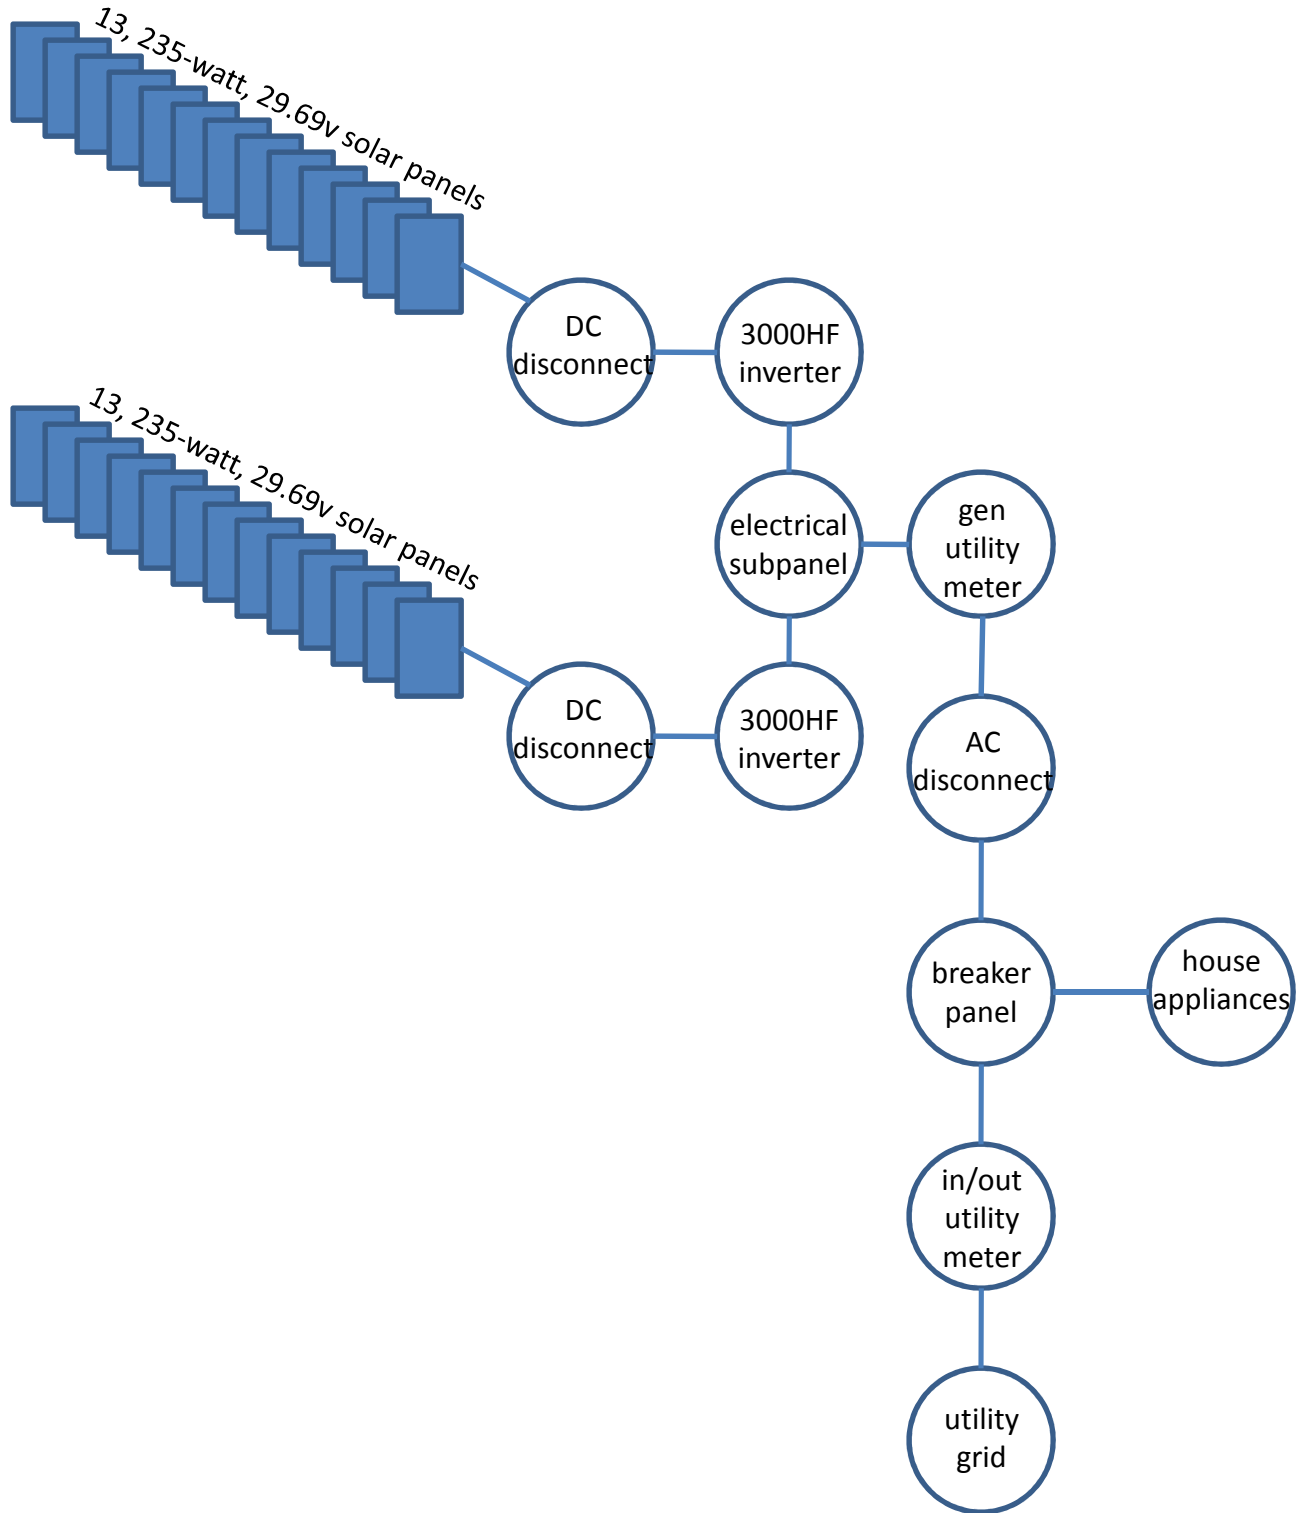 13, 235-watt, 29.69v solar panels
DC
disconnect
3000HF
inverter
13, 235-watt, 29.69v solar panels
electrical
subpanel
gen
utility
meter
DC
disconnect
3000HF
inverter
AC
disconnect
breaker
panel
house
appliances
in/out
utility
meter
utility
grid